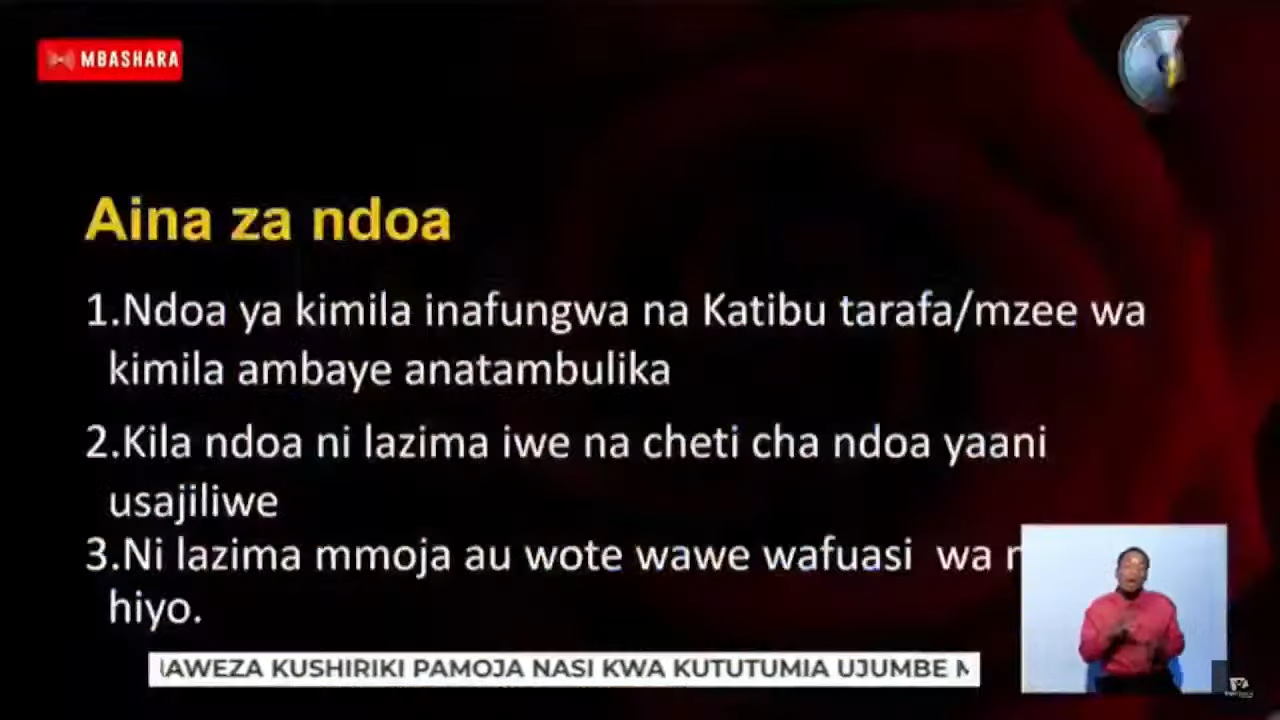 MBASHARA
Aina za ndoa
1.Ndoa ya kimila inafungwa na Katibu tarafa/mzee wa
kimila ambaye anatambulika
2.Kila ndoa ni lazima iwe na cheti cha ndoa yaani
usajiliwe
3.Ni lazima mmoja au wote wawe wafuasi wa
hiyo.
KUSHIRIKI PAMOJA NASI KWA KUTUTUMIA UJUMBE